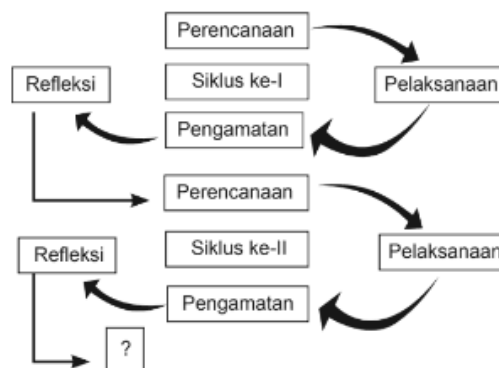 Perencanaan
Refleksi
Siklus ke-I
Pelaksanaan
Pengamatan
Perencanaan
Refleksi
Siklus ke-II
Pelaksanaan
Pengamatan
?